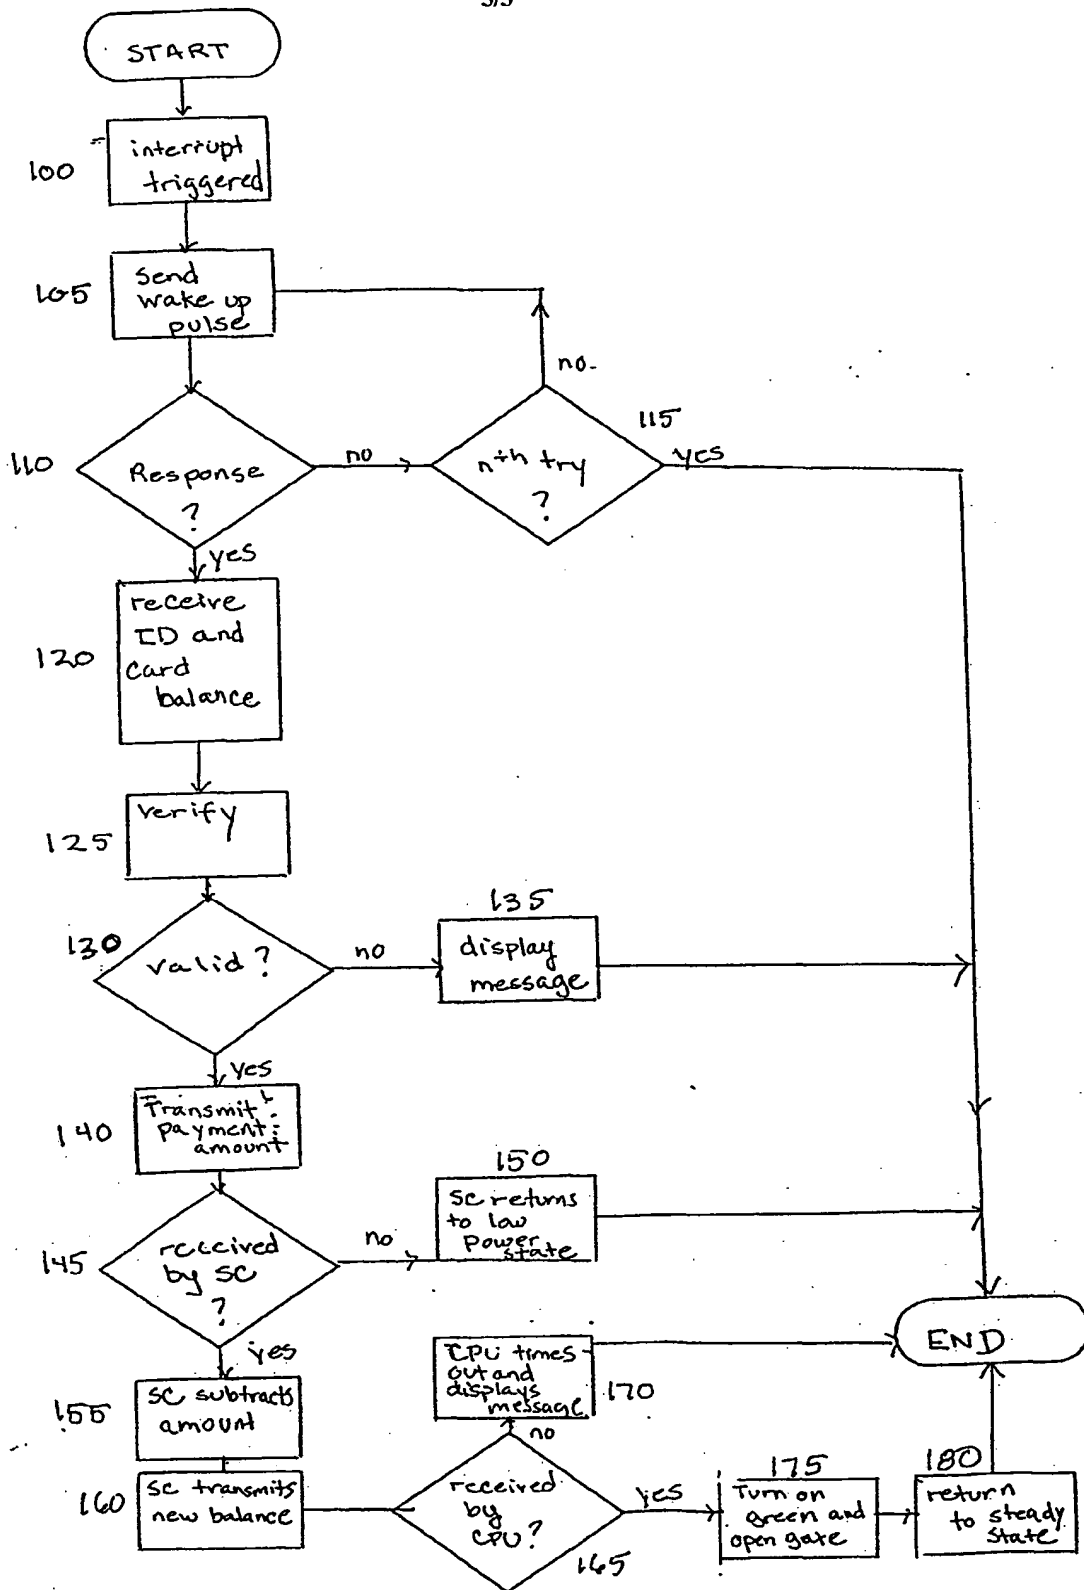 START
100
interrupt
triggered
105
Send
wake up
pulse
no.
110
Response
?
no
115
nth try
?
yes
yes
120
receive
ID and
Card
balance
125
Verify
130
valid?
no
135
display
message
yes
140
Transmit
payment
amount
145
received
by SC
?
no
150
SC returns
to low
power
state
yes
155
SC subtracts
amount
160
SC transmits
new balance
165
received
by
CPU?
no
170
CPU times
out and
displays
message
yes
175
Turn on
green and
open gate
180
return
to steady
state
END